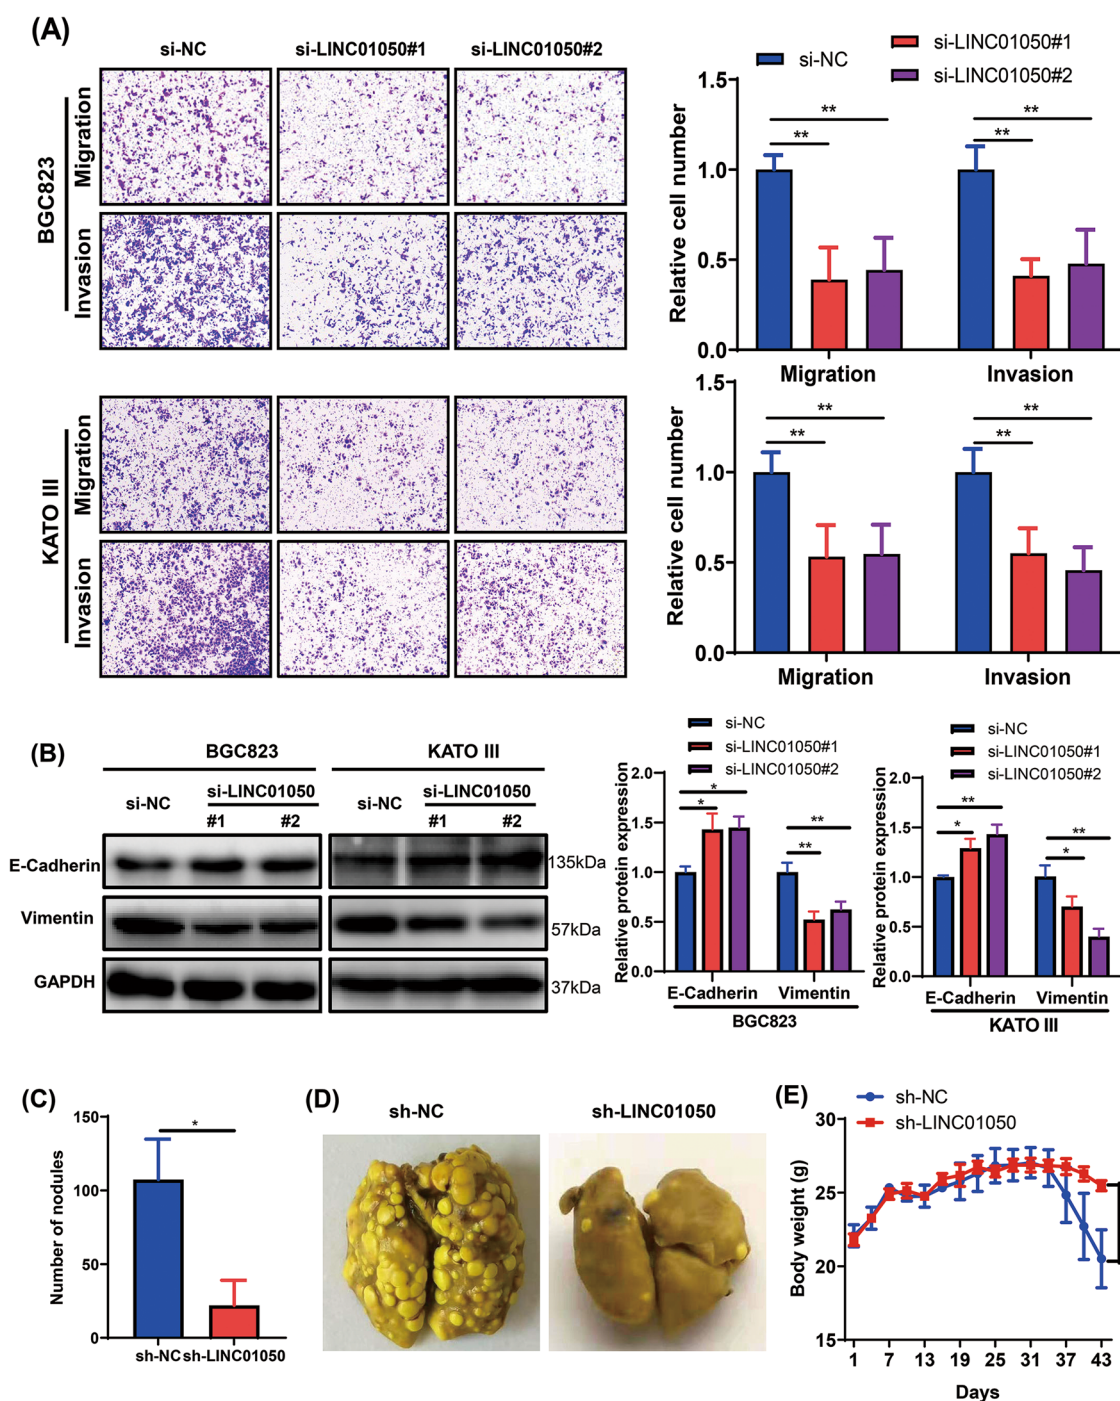 (A)
si-NC si-LINC01050#1 si-LINC01050#2
BGC823
Migration
Invasion
KATO III
Migration
Invasion
si-NC
si-LINC01050#1
si-LINC01050#2
Relative cell number
1.5
1.0
0.5
0.0
** ** ** **
Migration Invasion
Relative cell number
1.5
1.0
0.5
0.0
** ** ** **
Migration Invasion
(B)
BGC823 KATO III
si-NC si-LINC01050 si-NC si-LINC01050
#1 #2 #1 #2
E-Cadherin 135kDa
Vimentin 57kDa
GAPDH 37kDa
si-NC
si-LINC01050#1
si-LINC01050#2
Relative protein expression
2.0
1.5
1.0
0.5
0.0
* * ** **
E-Cadherin Vimentin
BGC823
si-NC
si-LINC01050#1
si-LINC01050#2
Relative protein expression
2.0
1.5
1.0
0.5
0.0
** * ** *
E-Cadherin Vimentin
KATO III
(C)
Number of nodules
150
100
50
0
*
sh-NC sh-LINC01050
(D)
sh-NC sh-LINC01050
(E)
sh-NC
sh-LINC01050
Body weight (g)
30
25
20
15
1 7 13 19 25 31 37 43
Days